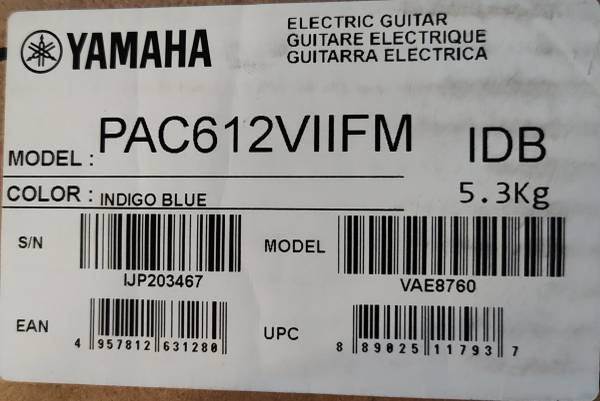 YAMAHA
ELECTRIC GUITAR
GUITARE ELECTRIQUE
GUITARRA ELECTRICA
MODEL : PAC612VIIFM IDB
COLOR : INDIGO BLUE 5.3Kg
S/N
IJP203467
MODEL
VAE8760
EAN
4 957812 631280
UPC
8 89025 11793 7